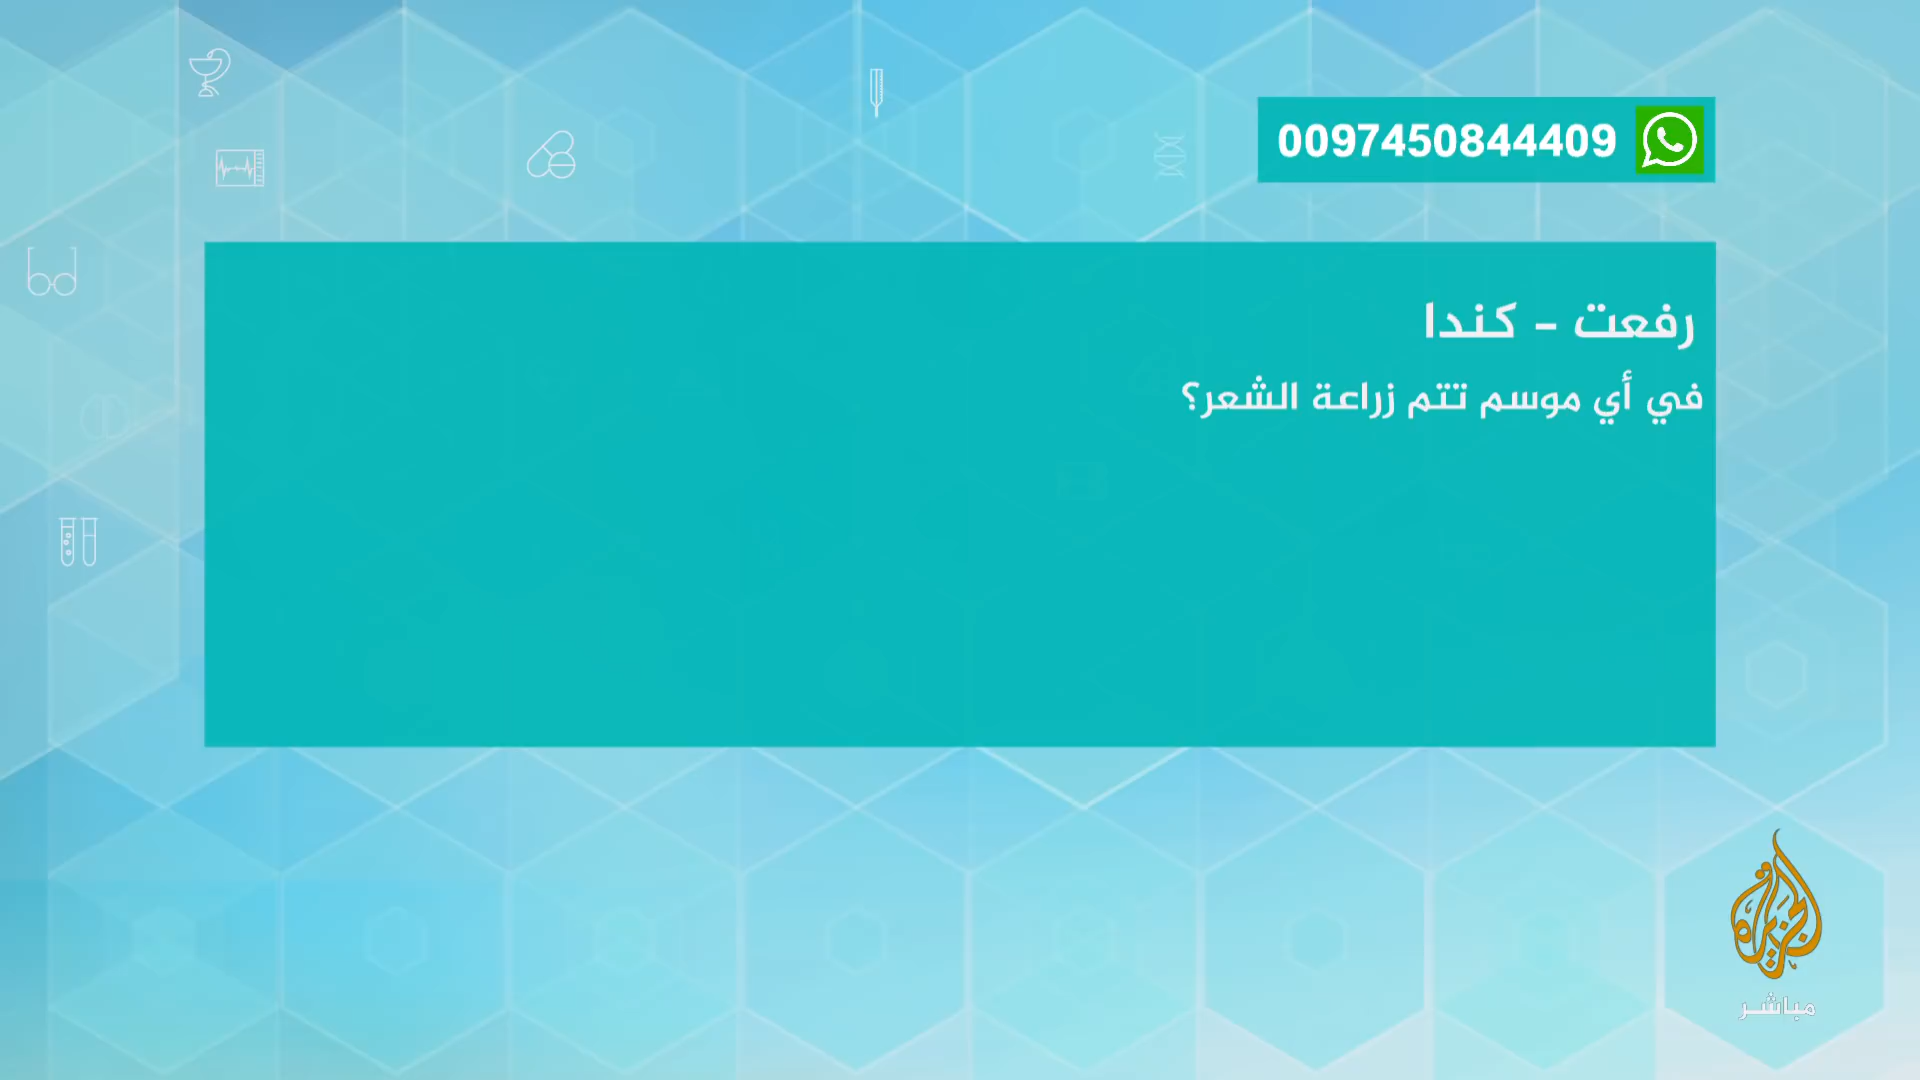 0097450844409
رفعت - كندا
في أي موسم تتم زراعة الشعر؟
الجزيرة
مباشر